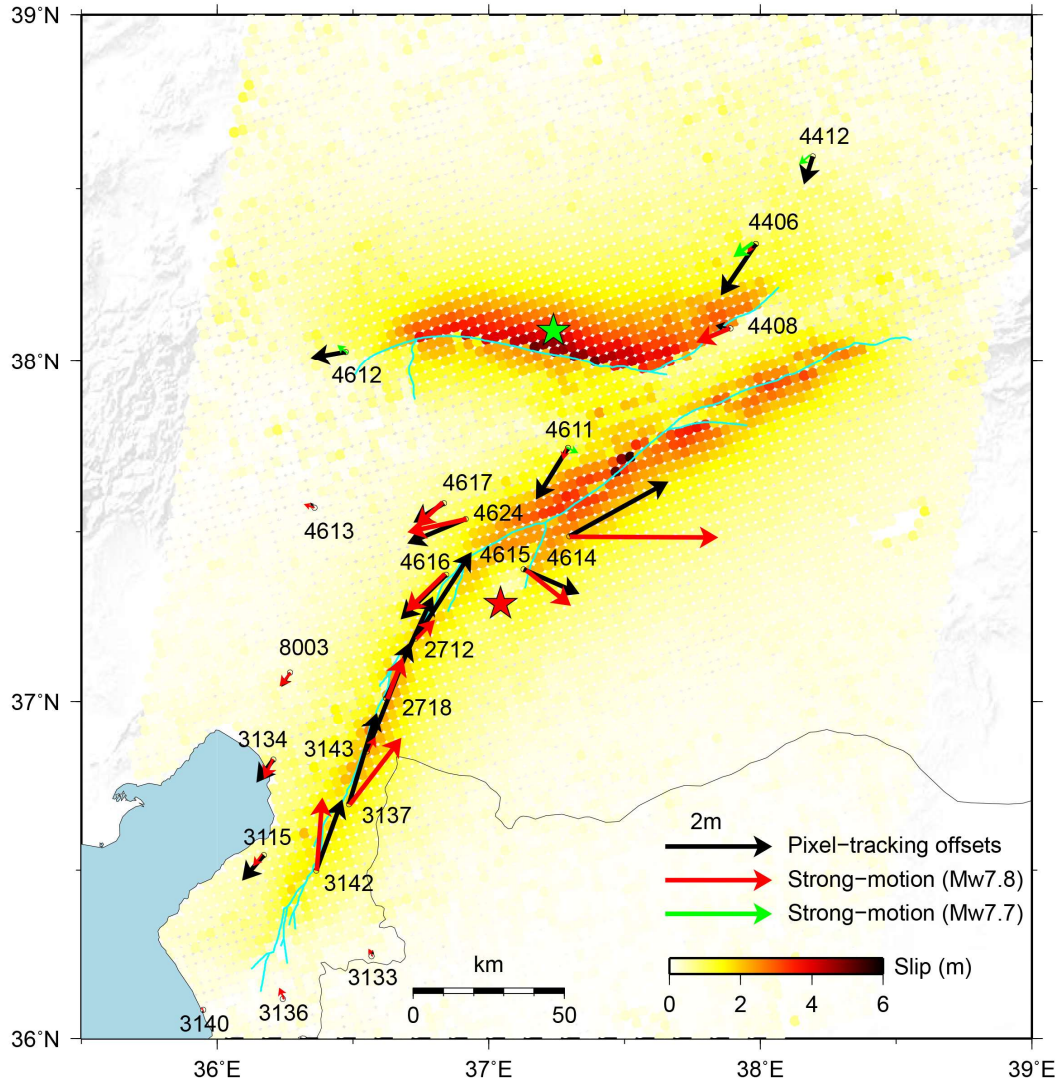 39°N
4412
4406
4408
38°N
4612
4611
4617
4624
4613
4616
4615
4614
8003
2712
37°N
2718
3134
3143
3137
2m
3115
Pixel−tracking offsets
3142
Strong−motion (Mw7.8)
Strong−motion (Mw7.7)
km
Slip (m)
3133
0 2 4 6
3136
3140
0 50
36°N
36°E 37°E 38°E 39°E